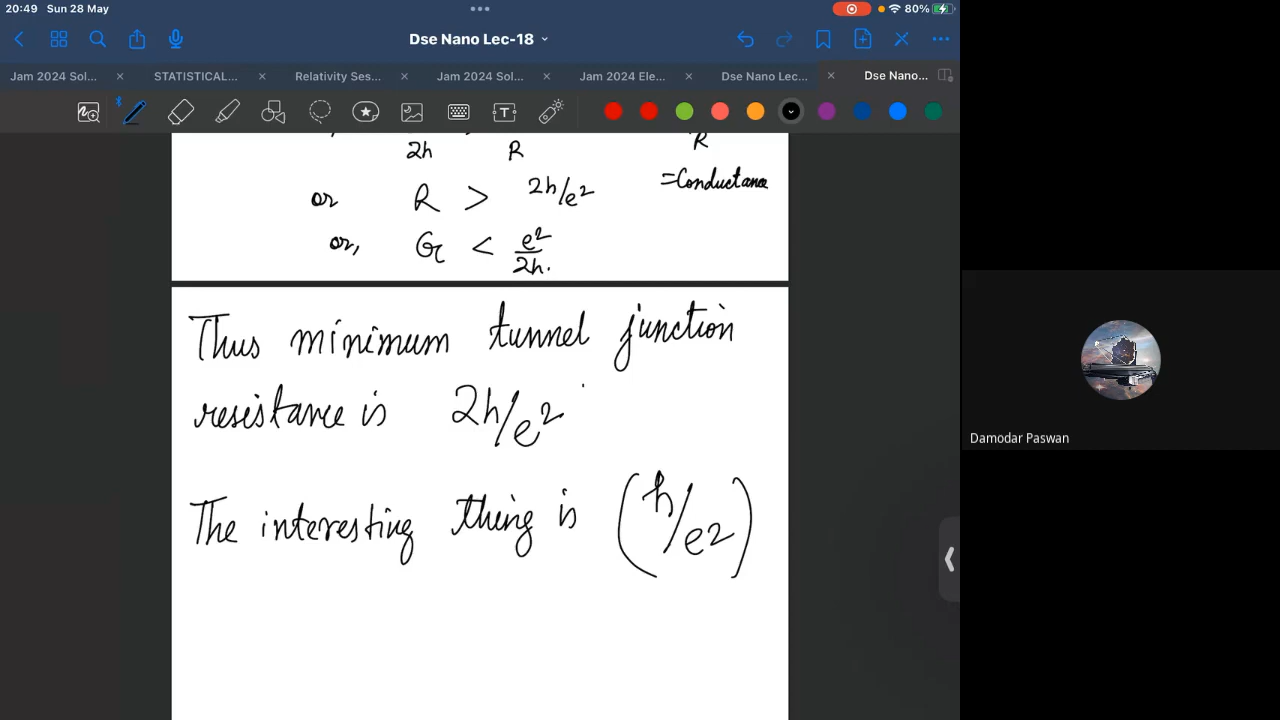 20:49 Sun 28 May
80%
Dse Nano Lec-18
Jam 2024 Sol...
STATISTICAL...
Relativity Ses...
Jam 2024 Sol...
Jam 2024 Ele...
Dse Nano Lec...
Dse Nano...
2h
R
R
=Conductance
or R > 2h/e²
or, G < e²/2h.
Thus minimum tunnel junction
resistance is 2h/e²
The interesting thing is (h/e2)
Damodar Paswan